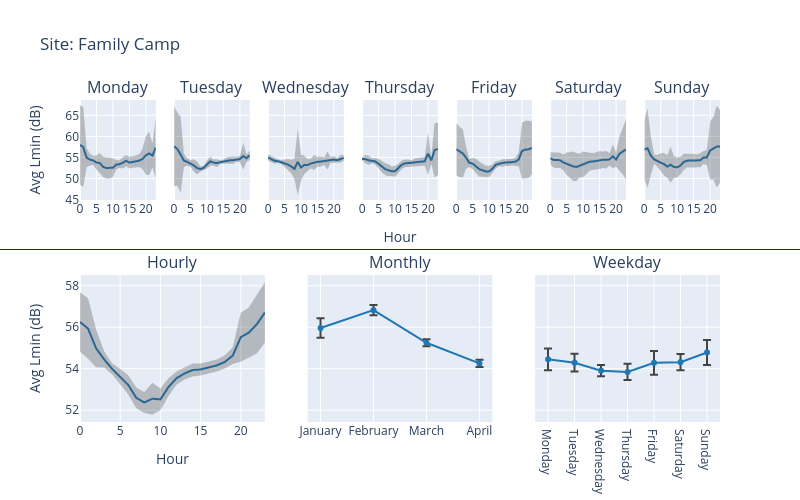 Site: Family Camp
Monday Tuesday Wednesday Thursday Friday Saturday Sunday
Avg Lmin (dB)
65
60
55
50
45
0 5 10 15 20 0 5 10 15 20 0 5 10 15 20 0 5 10 15 20 0 5 10 15 20 0 5 10 15 20 0 5 10 15 20
Hour
Hourly Monthly Weekday
Avg Lmin (dB)
58
56
54
52
0 5 10 15 20 January February March April
Monday
Tuesday
Wednesday
Thursday
Friday
Saturday
Sunday
Hour